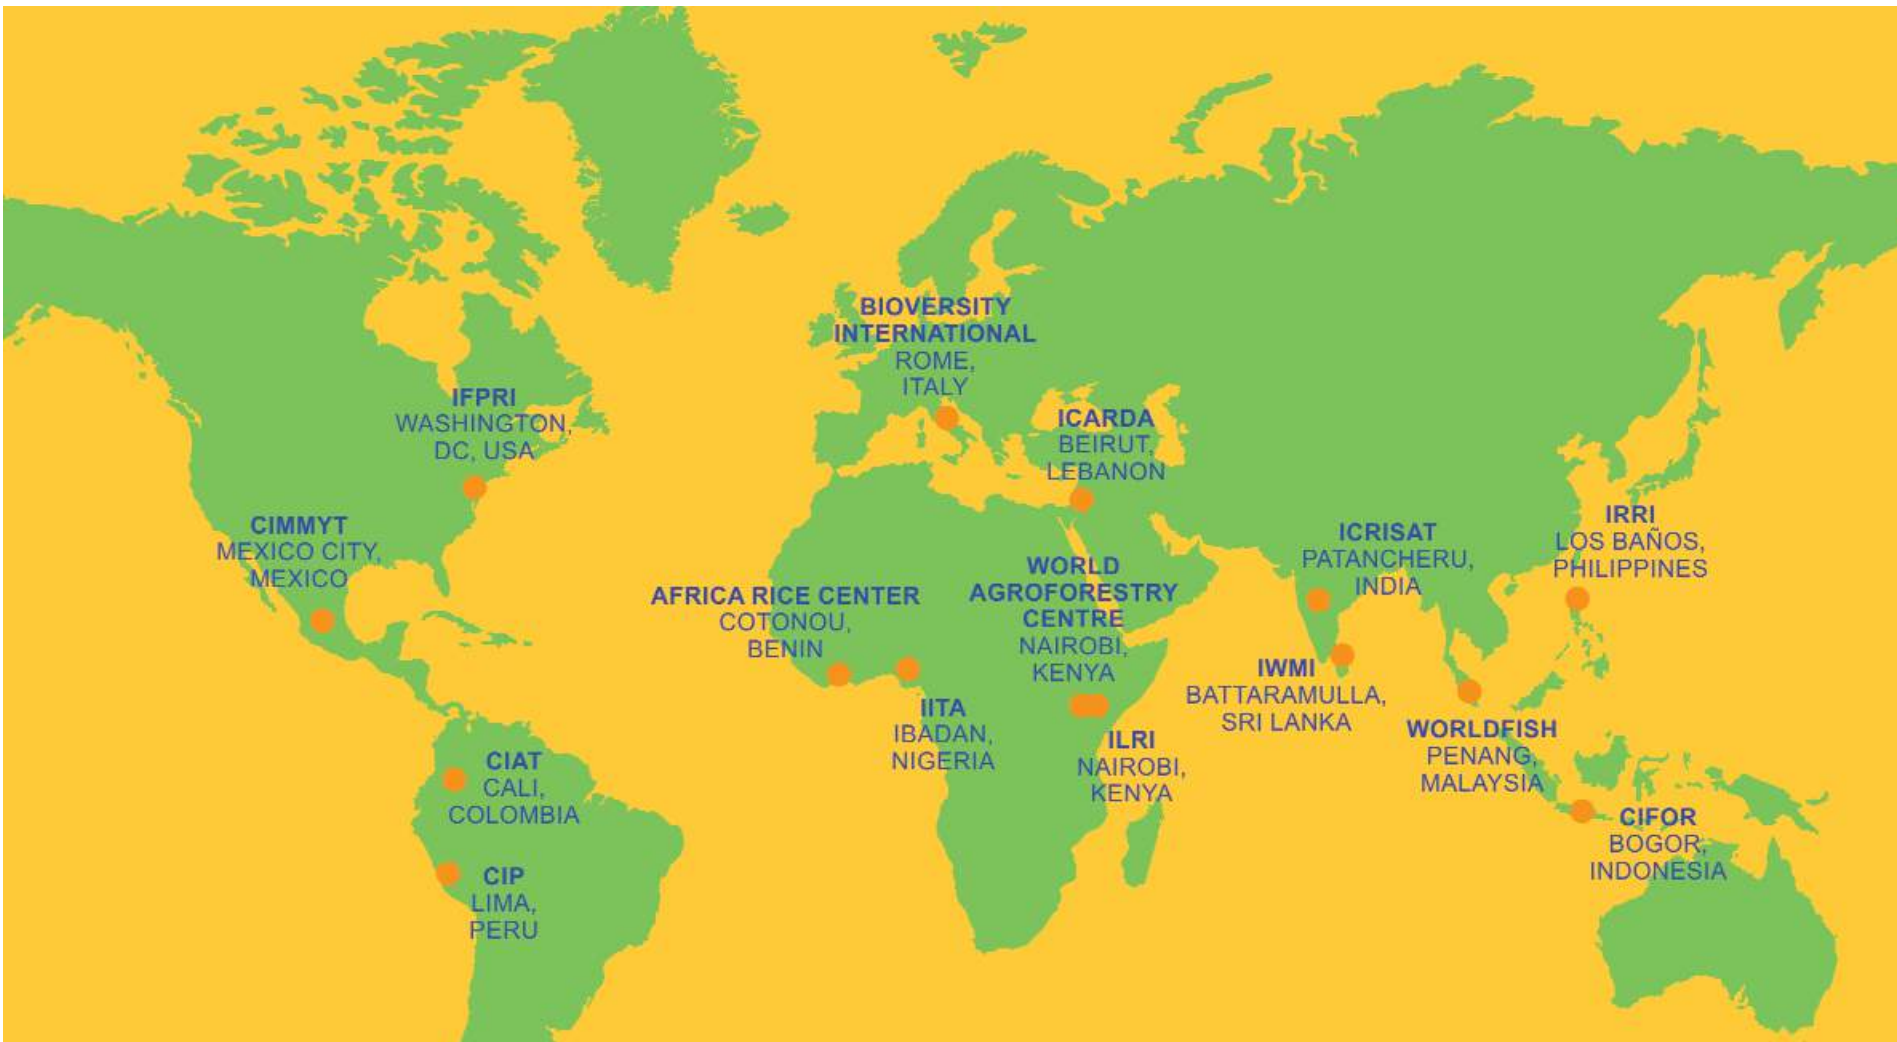 BIOVERSITY
INTERNATIONAL
ROME,
ITALY
IFPRI
WASHINGTON,
DC, USA
ICARDA
BEIRUT,
LEBANON
CIMMYT
MEXICO CITY,
MEXICO
ICRISAT
PATANCHERU,
INDIA
IRRI
LOS BAÑOS,
PHILIPPINES
AFRICA RICE CENTER
COTONOU,
BENIN
WORLD
AGROFORESTRY
CENTRE
NAIROBI,
KENYA
IWMI
BATTARAMULLA,
SRI LANKA
IITA
IBADAN,
NIGERIA
ILRI
NAIROBI,
KENYA
WORLDFISH
PENANG,
MALAYSIA
CIAT
CALI,
COLOMBIA
CIFOR
BOGOR,
INDONESIA
CIP
LIMA,
PERU